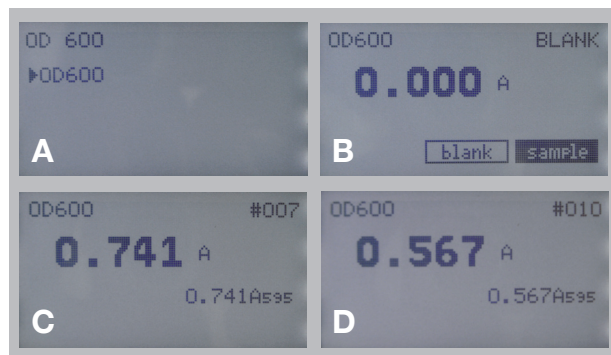 OD 600
▶OD600
A
OD600 BLANK
0.000 A
blank sample
B
OD600 #007
0.741 A
0.741A595
C
OD600 #010
0.567 A
0.567A595
D